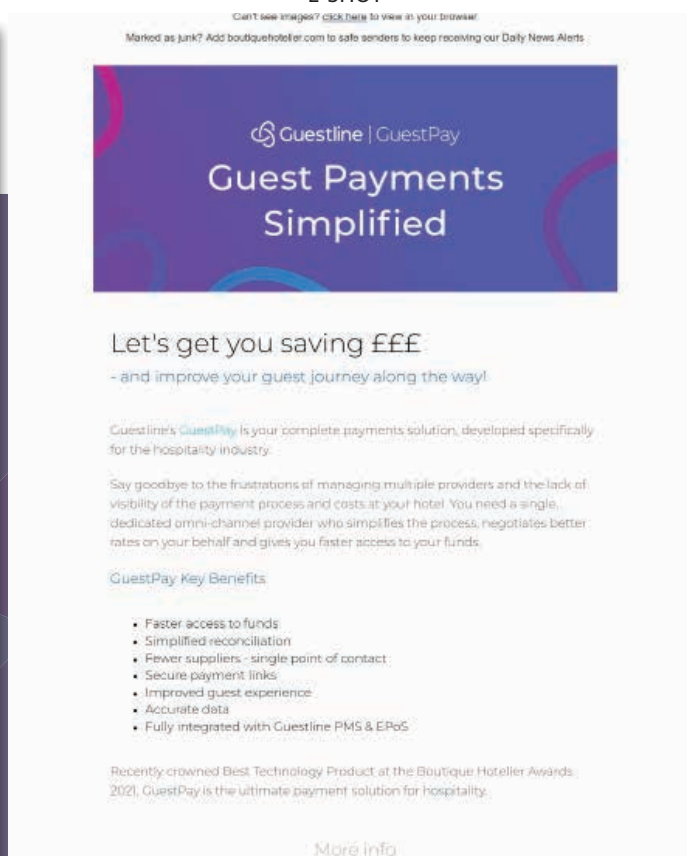 E-SHOT
Can't see images? click here to view in your browser
Marked as junk? Add boutiquehotelier.com to safe senders to keep receiving our Daily News Alerts
Guestline | GuestPay
Guest Payments
Simplified
Let's get you saving £££
- and improve your guest journey along the way!
Guestline's GuestPay is your complete payments solution, developed specifically
for the hospitality industry.
Say goodbye to the frustrations of managing multiple providers and the lack of
visibility of the payment process and costs at your hotel. You need a single,
dedicated omni-channel provider who simplifies the process, negotiates better
rates on your behalf and gives you faster access to your funds.
GuestPay Key Benefits
• Faster access to funds
• Simplified reconciliation
• Fewer suppliers - single point of contact
• Secure payment links
• Improved guest experience
• Accurate data
• Fully integrated with Guestline PMS & EPoS
Recently crowned Best Technology Product at the Boutique Hotelier Awards
2021, GuestPay is the ultimate payment solution for hospitality.
More info